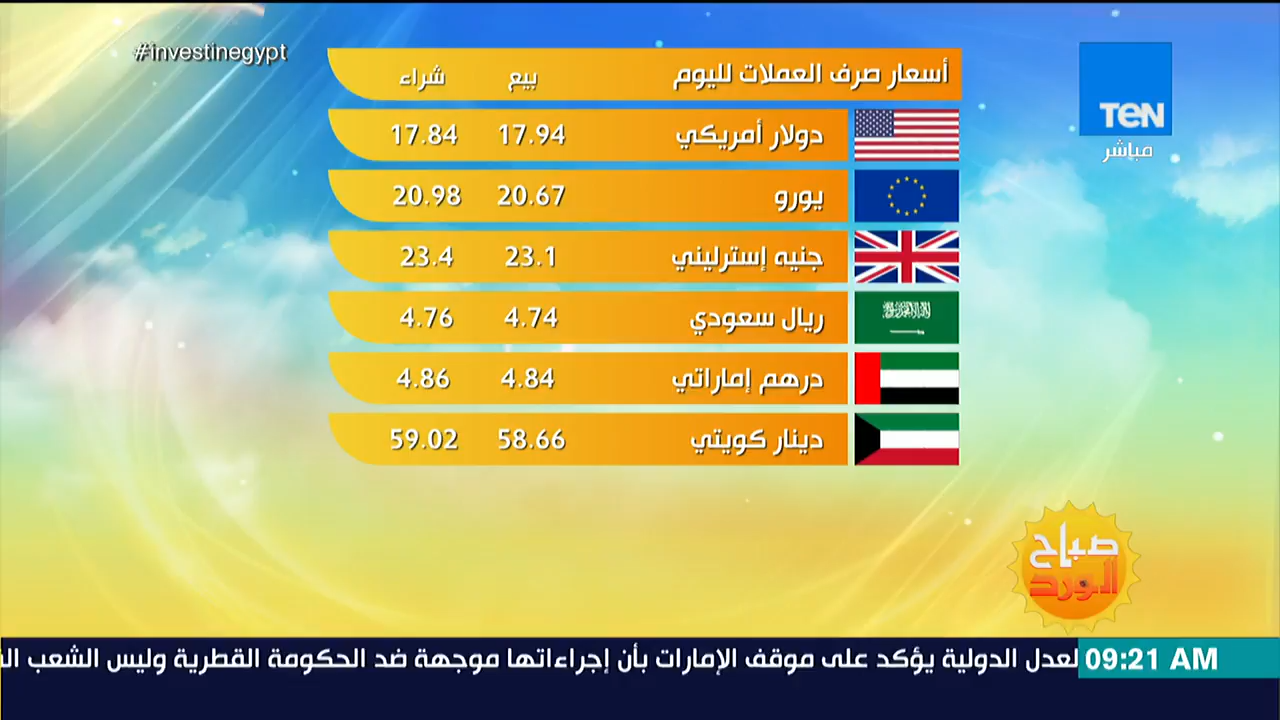 #investinegypt
TEN
مباشر
أسعار صرف العملات لليوم بيع شراء
دولار أمريكي 17.94 17.84
يورو 20.67 20.98
جنيه إسترليني 23.1 23.4
ريال سعودي 4.74 4.76
درهم إماراتي 4.84 4.86
دينار كويتي 58.66 59.02
صباح
الورد
09:21 AM
لعدل الدولية يؤكد على موقف الإمارات بأن إجراءاتها موجهة ضد الحكومة القطرية وليس الشعب